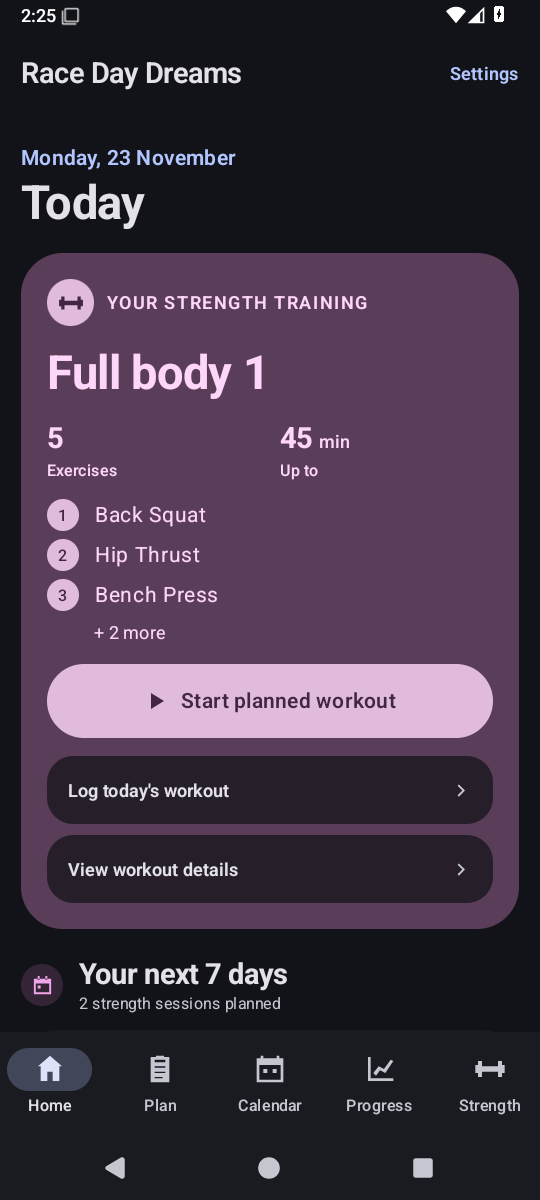 2:25
Race Day Dreams
Settings
Monday, 23 November
Today
YOUR STRENGTH TRAINING
Full body 1
5
45 min
Exercises
Up to
1 Back Squat
2 Hip Thrust
3 Bench Press
+ 2 more
Start planned workout
Log today's workout
View workout details
Your next 7 days
2 strength sessions planned
Home
Plan
Calendar
Progress
Strength